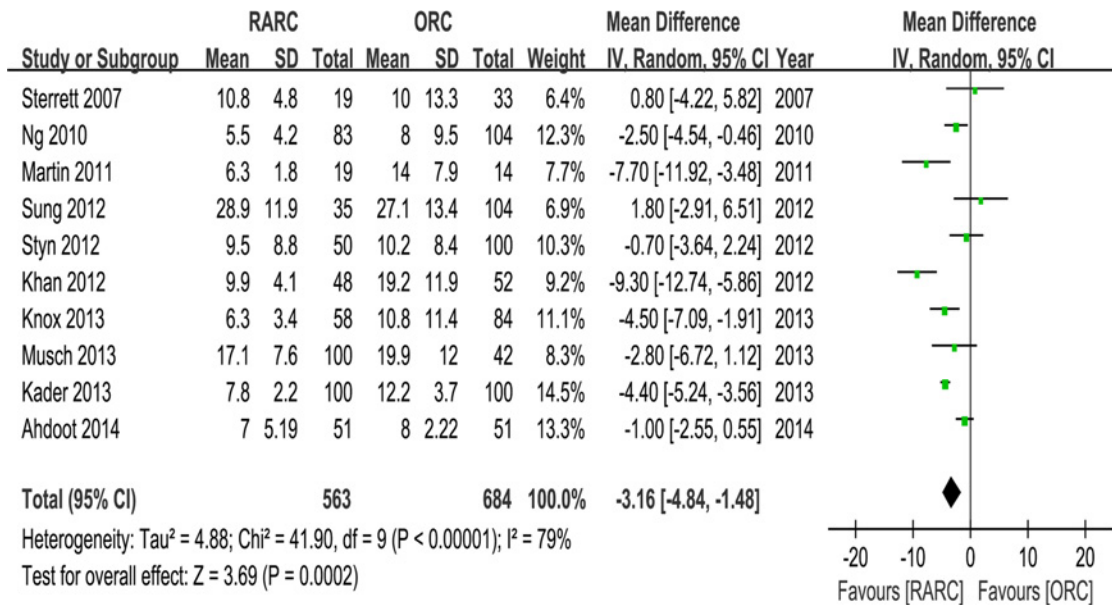 RARC ORC Mean Difference Mean Difference
Study or Subgroup Mean SD Total Mean SD Total Weight IV, Random, 95% CI Year IV, Random, 95% CI
Sterrett 2007 10.8 4.8 19 10 13.3 33 6.4% 0.80 [-4.22, 5.82] 2007
Ng 2010 5.5 4.2 83 8 9.5 104 12.3% -2.50 [-4.54, -0.46] 2010
Martin 2011 6.3 1.8 19 14 7.9 14 7.7% -7.70 [-11.92, -3.48] 2011
Sung 2012 28.9 11.9 35 27.1 13.4 104 6.9% 1.80 [-2.91, 6.51] 2012
Styn 2012 9.5 8.8 50 10.2 8.4 100 10.3% -0.70 [-3.64, 2.24] 2012
Khan 2012 9.9 4.1 48 19.2 11.9 52 9.2% -9.30 [-12.74, -5.86] 2012
Knox 2013 6.3 3.4 58 10.8 11.4 84 11.1% -4.50 [-7.09, -1.91] 2013
Musch 2013 17.1 7.6 100 19.9 12 42 8.3% -2.80 [-6.72, 1.12] 2013
Kader 2013 7.8 2.2 100 12.2 3.7 100 14.5% -4.40 [-5.24, -3.56] 2013
Ahdoot 2014 7 5.19 51 8 2.22 51 13.3% -1.00 [-2.55, 0.55] 2014
Total (95% CI) 563 684 100.0% -3.16 [-4.84, -1.48]
Heterogeneity: Tau² = 4.88; Chi² = 41.90, df = 9 (P < 0.00001); I² = 79%
Test for overall effect: Z = 3.69 (P = 0.0002)
-20 -10 0 10 20
Favours [RARC] Favours [ORC]